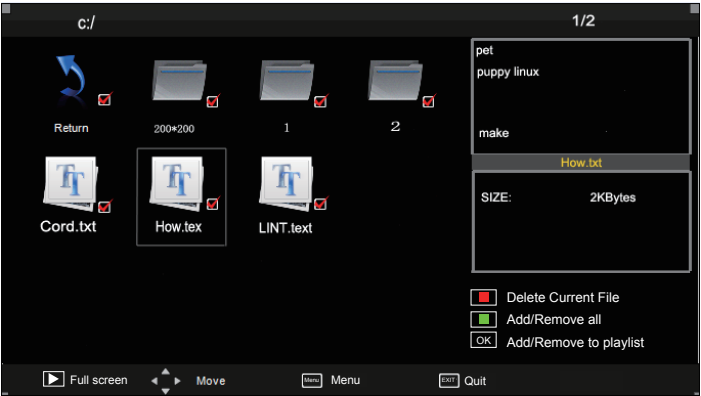 c:/ 1/2
Return 200*200 1 2
Cord.txt How.tex LINT.text
pet
puppy linux
make
How.txt
SIZE: 2KBytes
Delete Current File
Add/Remove all
OK Add/Remove to playlist
Full screen Move Menu Menu EXIT Quit